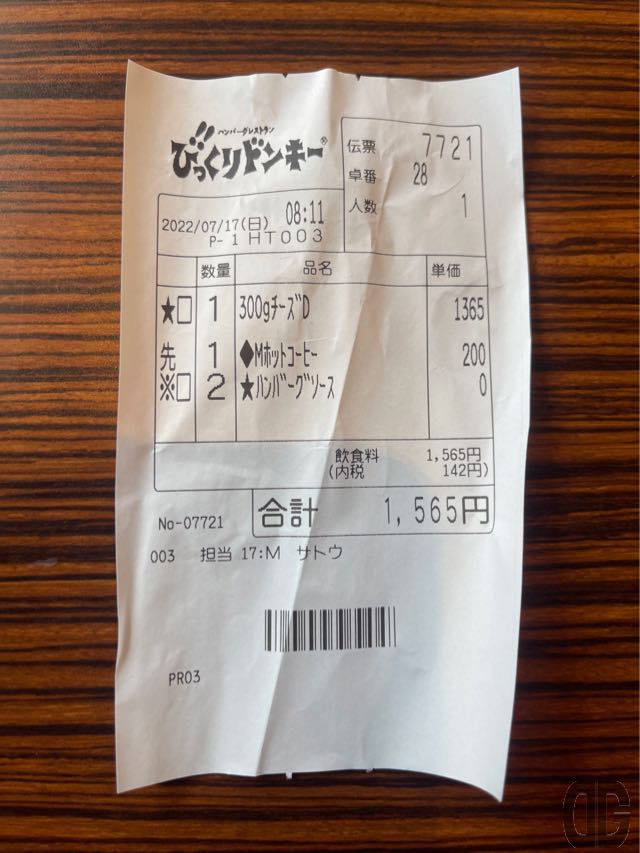 ハンバーグレストラン
びっくりドンキー®
伝票 7721
卓番 28
人数 1
2022/07/17(日) 08:11
P- 1 HT003
数量 品名 単価
★□ 1 300gチーズD 1365
先 1 ◆Mホットコーヒー 200
※□ 2 ★ハンバーグソース 0
飲食料 1,565円
(内税 142円)
No-07721 合計 1,565円
003 担当 17:M サトウ
PR03